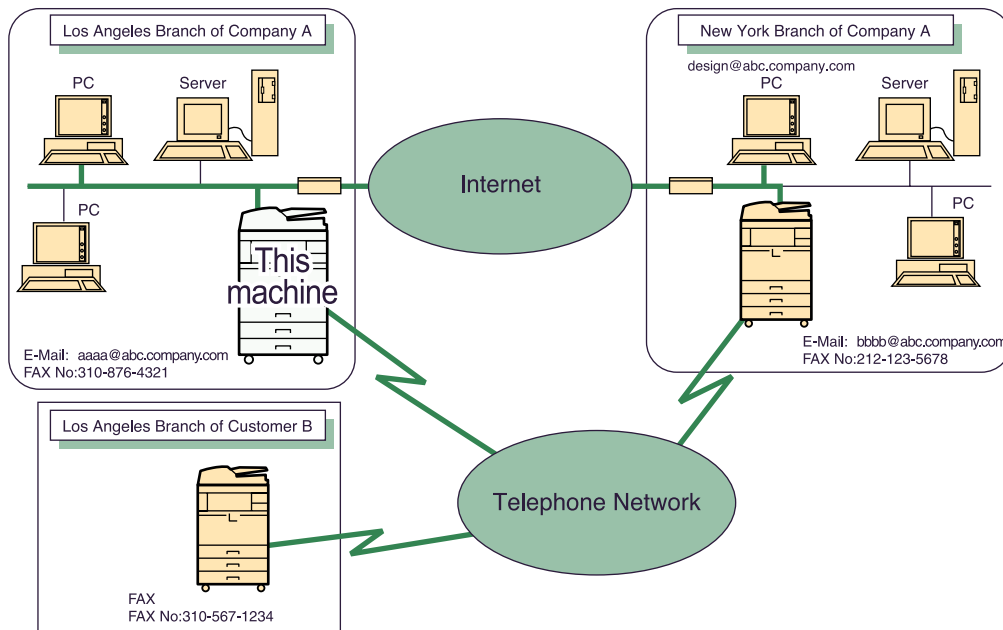 Los Angeles Branch of Company A
PC
Server
PC
This
machine
E-Mail: aaaa@abc.company.com
FAX No:310-876-4321
Internet
New York Branch of Company A
design@abc.company.com
PC
Server
PC
E-Mail: bbbb@abc.company.com
FAX No:212-123-5678
Los Angeles Branch of Customer B
FAX
FAX No:310-567-1234
Telephone Network